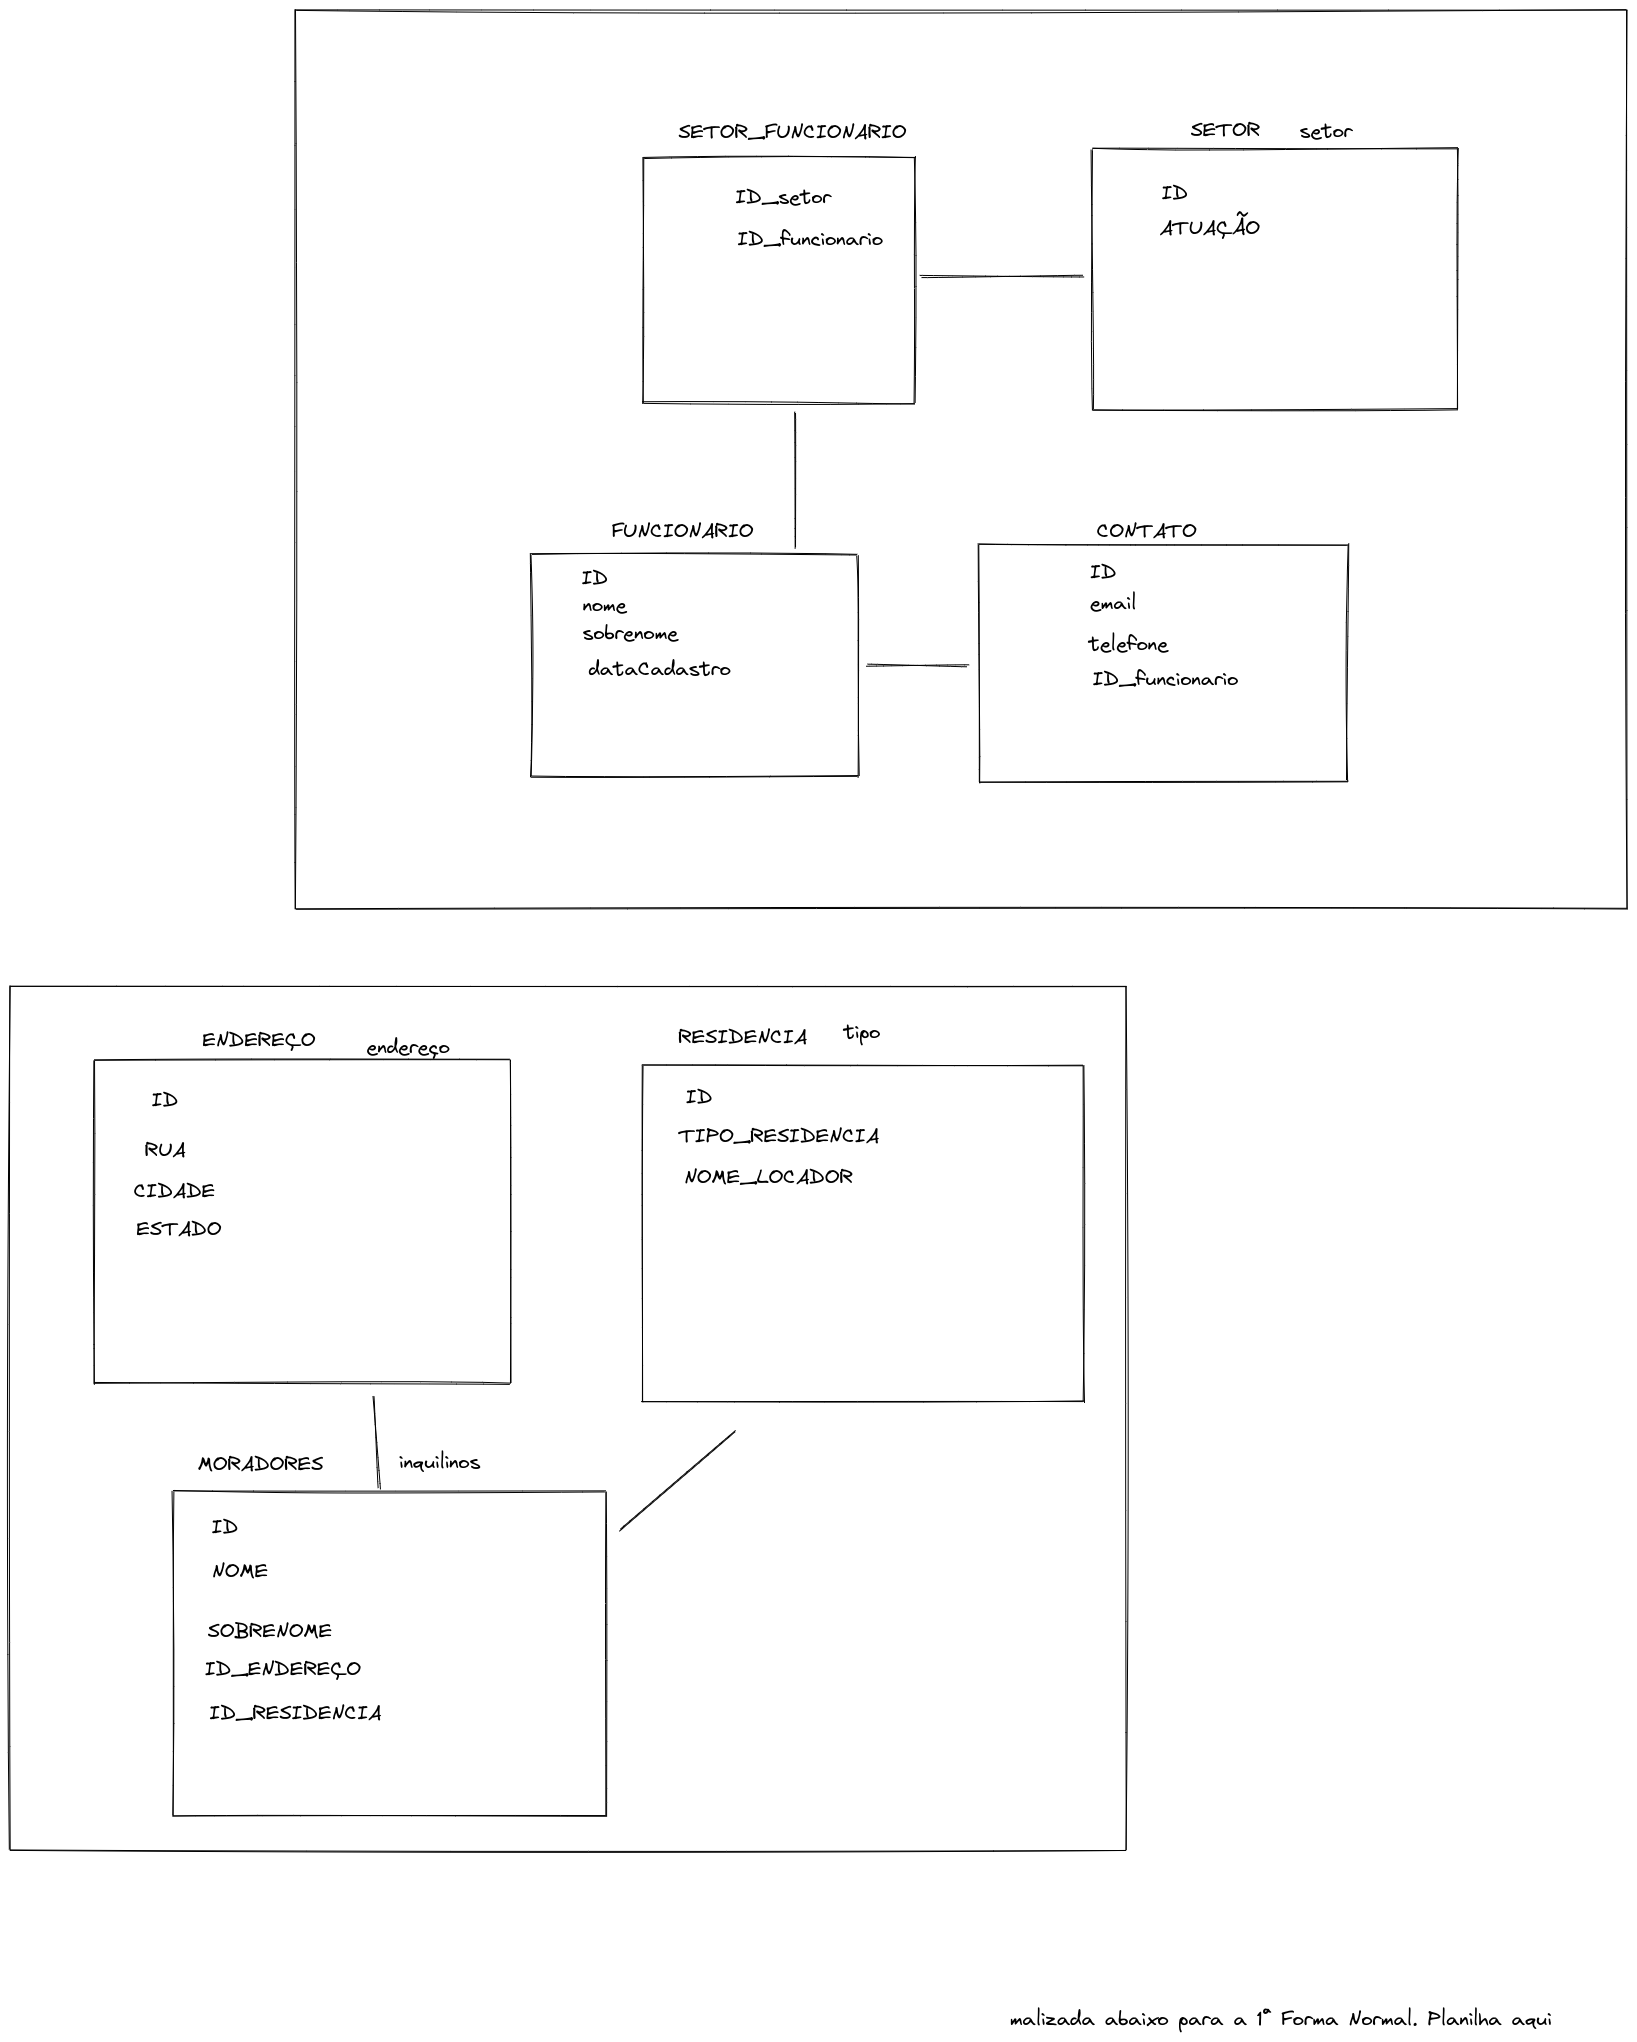 SETOR_FUNCIONARIO
ID_setor
ID_funcionario
SETOR setor
ID
ATUAÇÃO
FUNCIONARIO
ID
nome
sobrenome
dataCadastro
CONTATO
ID
email
telefone
ID_funcionario
ENDEREÇO endereço
ID
RUA
CIDADE
ESTADO
RESIDENCIA tipo
ID
TIPO_RESIDENCIA
NOME_LOCADOR
MORADORES inquilinos
ID
NOME
SOBRENOME
ID_ENDEREÇO
ID_RESIDENCIA
malizada abaixo para a 1ª Forma Normal. Planilha aqui